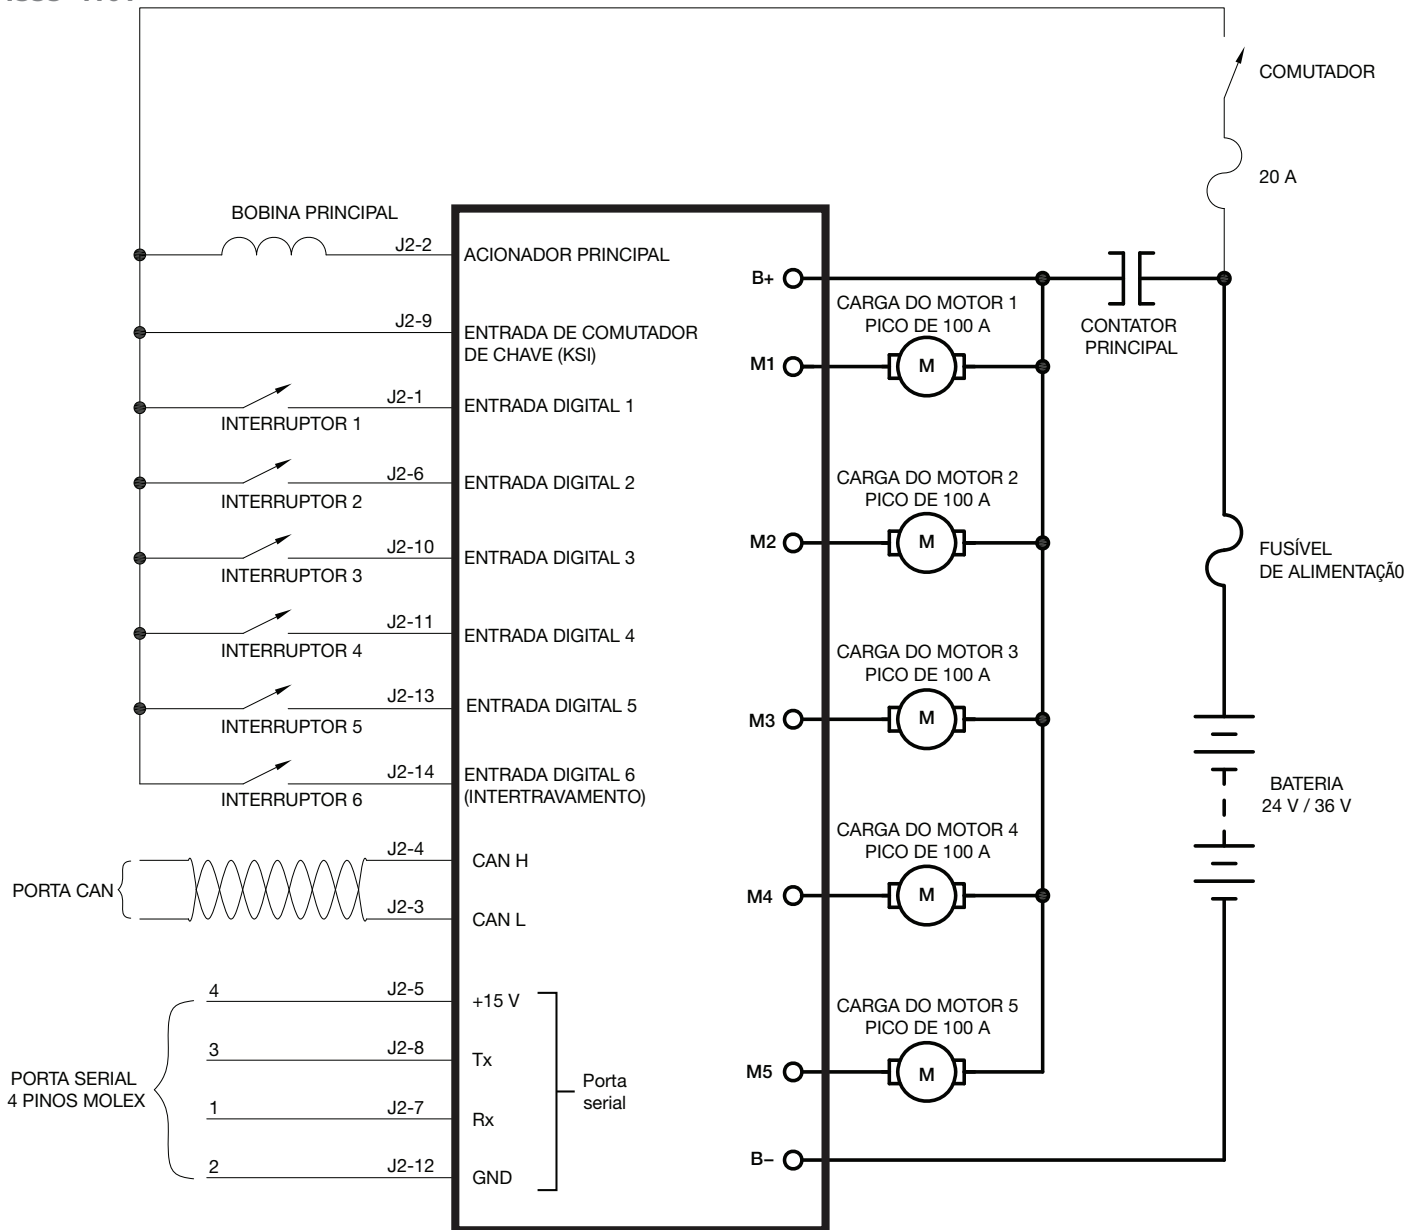 COMUTADOR
20 A
BOBINA PRINCIPAL
J2-2
ACIONADOR PRINCIPAL
J2-9
ENTRADA DE COMUTADOR
DE CHAVE (KSI)
J2-1
INTERRUPTOR 1
ENTRADA DIGITAL 1
J2-6
INTERRUPTOR 2
ENTRADA DIGITAL 2
J2-10
INTERRUPTOR 3
ENTRADA DIGITAL 3
J2-11
INTERRUPTOR 4
ENTRADA DIGITAL 4
J2-13
INTERRUPTOR 5
ENTRADA DIGITAL 5
J2-14
INTERRUPTOR 6
ENTRADA DIGITAL 6
(INTERTRAVAMENTO)
PORTA CAN
J2-4
CAN H
J2-3
CAN L
PORTA SERIAL
4 PINOS MOLEX
4
J2-5
+15 V
3
J2-8
Tx
1
J2-7
Rx
2
J2-12
GND
Porta
serial
B+
CARGA DO MOTOR 1
PICO DE 100 A
M1
M
CARGA DO MOTOR 2
PICO DE 100 A
M2
M
CARGA DO MOTOR 3
PICO DE 100 A
M3
M
CARGA DO MOTOR 4
PICO DE 100 A
M4
M
CARGA DO MOTOR 5
PICO DE 100 A
M5
M
B–
CONTATOR
PRINCIPAL
FUSÍVEL
DE ALIMENTAÇÃO
BATERIA
24 V / 36 V